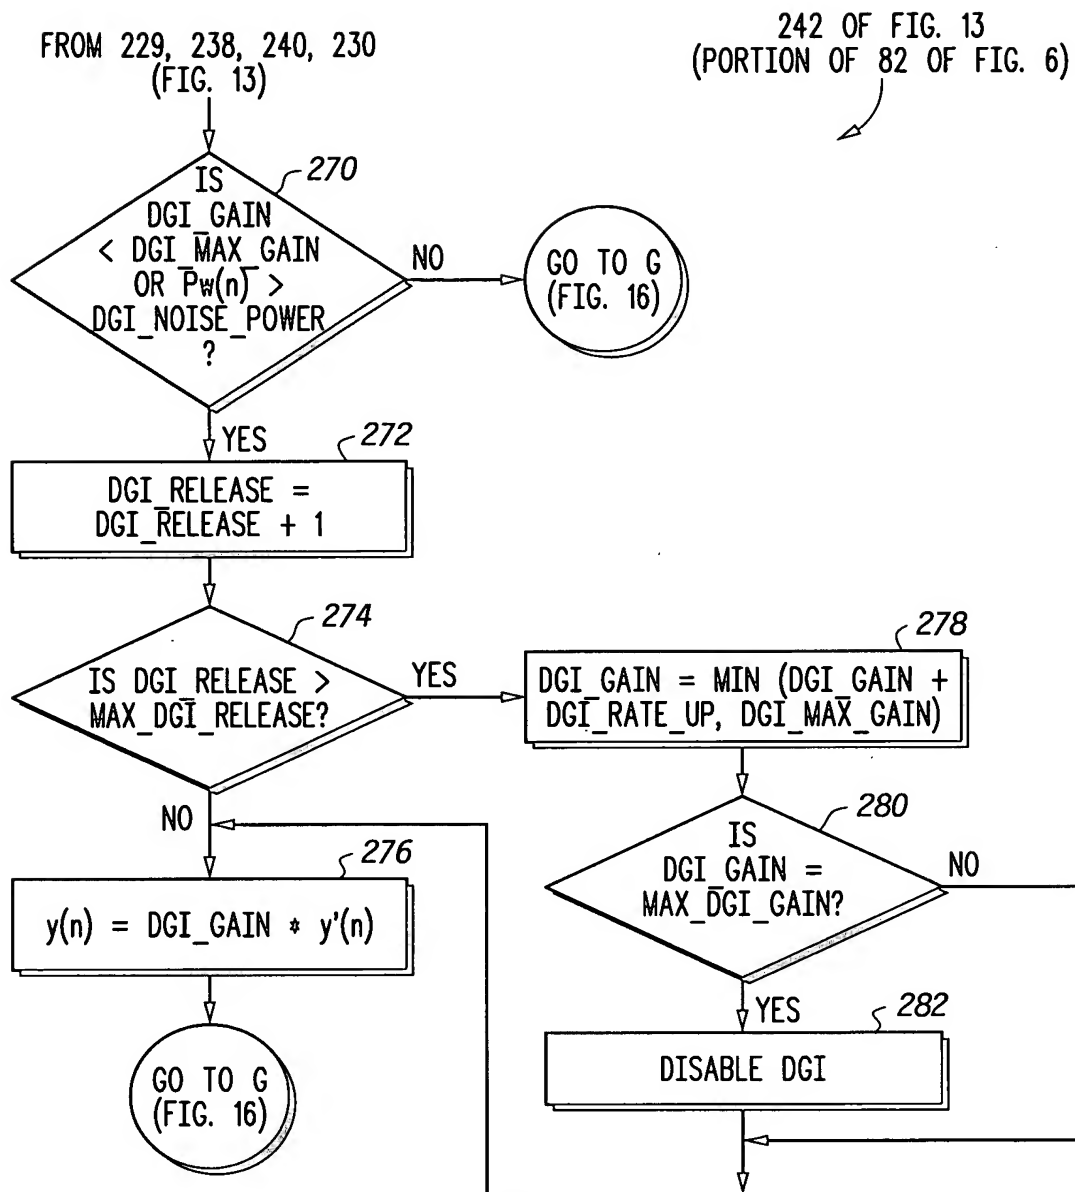 FROM 229, 238, 240, 230
(FIG. 13)
242 OF FIG. 13
(PORTION OF 82 OF FIG. 6)
270
IS
DGI_GAIN
< DGI_MAX_GAIN
OR Pw(n) >
DGI_NOISE_POWER
?
NO
GO TO G
(FIG. 16)
YES
272
DGI_RELEASE =
DGI_RELEASE + 1
274
IS DGI_RELEASE >
MAX_DGI_RELEASE?
YES
278
DGI_GAIN = MIN (DGI_GAIN +
DGI_RATE_UP, DGI_MAX_GAIN)
NO
280
IS
DGI_GAIN =
MAX_DGI_GAIN?
NO
276
y(n) = DGI_GAIN * y'(n)
YES
282
DISABLE DGI
GO TO G
(FIG. 16)